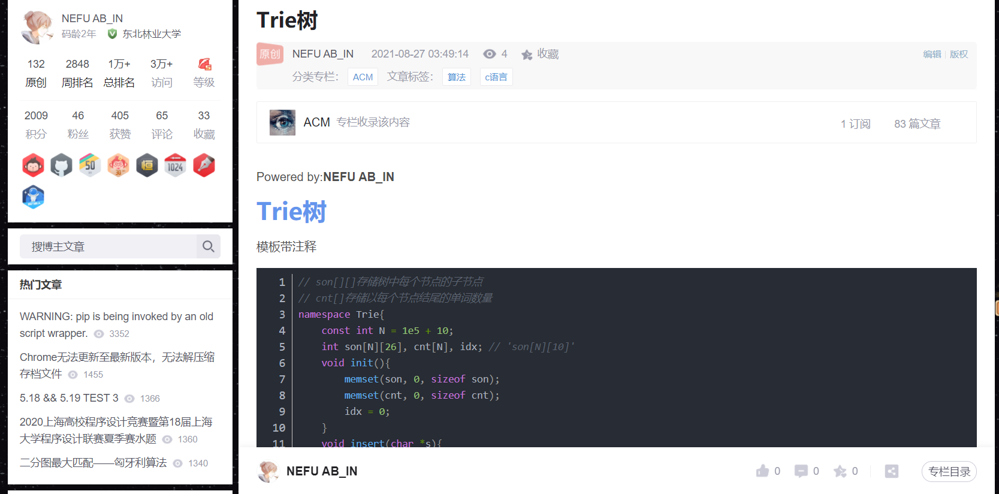 NEFU AB_IN
码龄2年 东北林业大学
132 2848 1万+ 3万+
原创 周排名 总排名 访问 等级
2009 46 405 65 33
积分 粉丝 获赞 评论 收藏
50 30 1024
搜博主文章
热门文章
WARNING: pip is being invoked by an old
script wrapper. 3352
Chrome无法更新至最新版本，无法解压缩
存档文件 1455
5.18 && 5.19 TEST 3 1366
2020上海高校程序设计竞赛暨第18届上海
大学程序设计联赛夏季赛水题 1360
二分图最大匹配——匈牙利算法 1340
Trie树
原创 NEFU AB_IN 2021-08-27 03:49:14 4 收藏 编辑 版权
分类专栏： ACM 文章标签： 算法 c语言
ACM 专栏收录该内容 1 订阅 83 篇文章
Powered by:NEFU AB_IN
Trie树
模板带注释
1 // son[][]存储树中每个节点的子节点
2 // cnt[]存储以每个节点结尾的单词数量
3 namespace Trie{
4 const int N = 1e5 + 10;
5 int son[N][26], cnt[N], idx; // 'son[N][10]'
6 void init(){
7 memset(son, 0, sizeof son);
8 memset(cnt, 0, sizeof cnt);
9 idx = 0;
10 }
11 void insert(char *s){
NEFU AB_IN 0 0 0 专栏目录